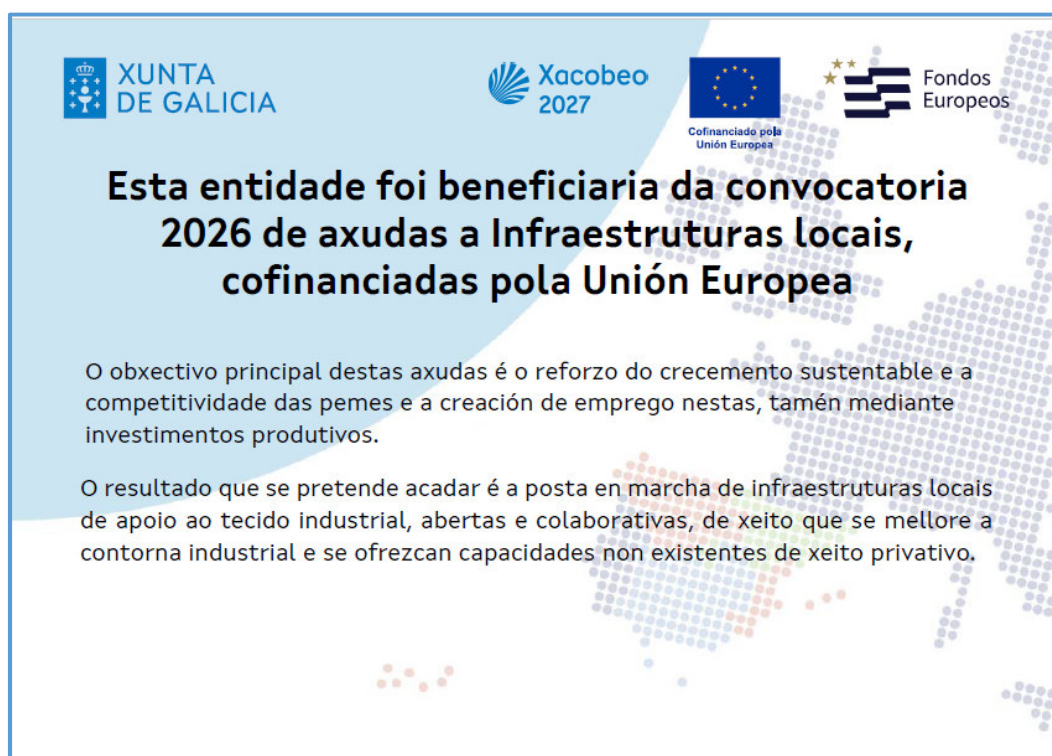 XUNTA
DE GALICIA
Xacobeo
2027
Cofinanciado pola
Unión Europea
Fondos
Europeos
Esta entidade foi beneficiaria da convocatoria
2026 de axudas a Infraestruturas locais,
cofinanciadas pola Unión Europea
O obxectivo principal destas axudas é o reforzo do crecemento sustentable e a
competitividade das pemes e a creación de emprego nestas, tamén mediante
investimentos produtivos.
O resultado que se pretende acadar é a posta en marcha de infraestruturas locais
de apoio ao tecido industrial, abertas e colaborativas, de xeito que se mellore a
contorna industrial e se ofrezcan capacidades non existentes de xeito privativo.